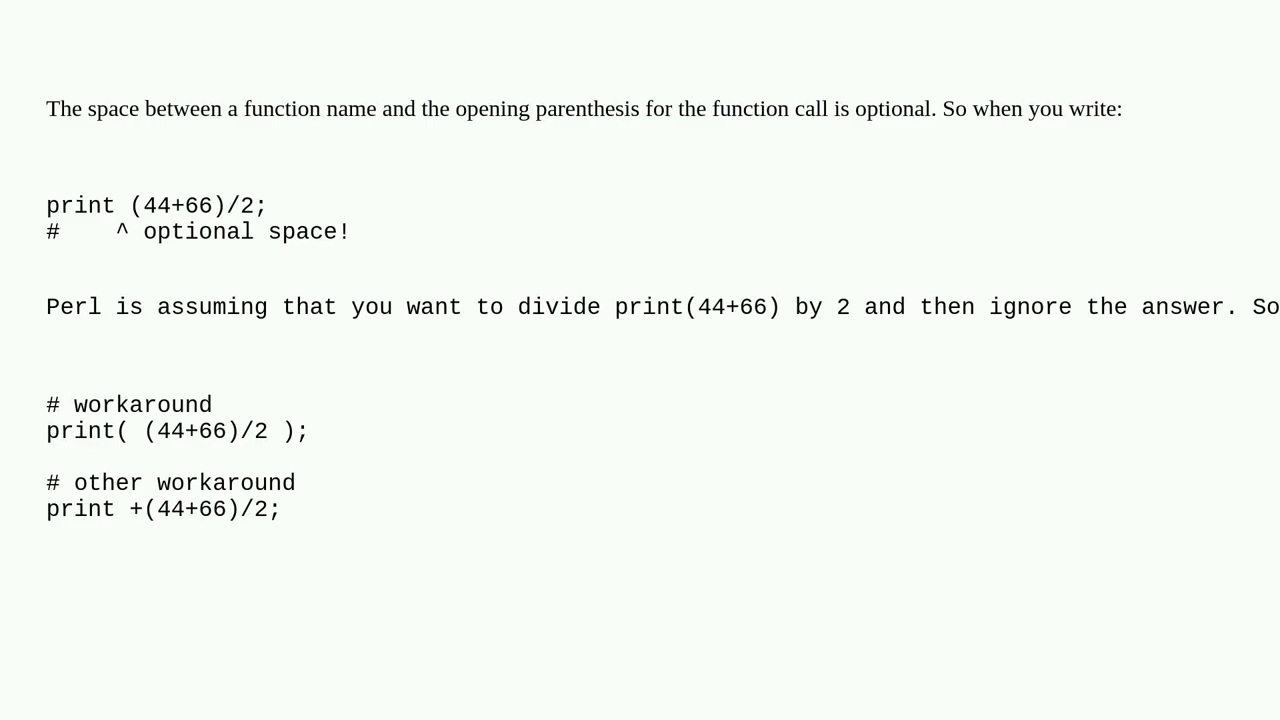 The space between a function name and the opening parenthesis for the function call is optional. So when you write:
print (44+66)/2;
#    ^ optional space!
Perl is assuming that you want to divide print(44+66) by 2 and then ignore the answer. So
# workaround
print( (44+66)/2 );
# other workaround
print +(44+66)/2;